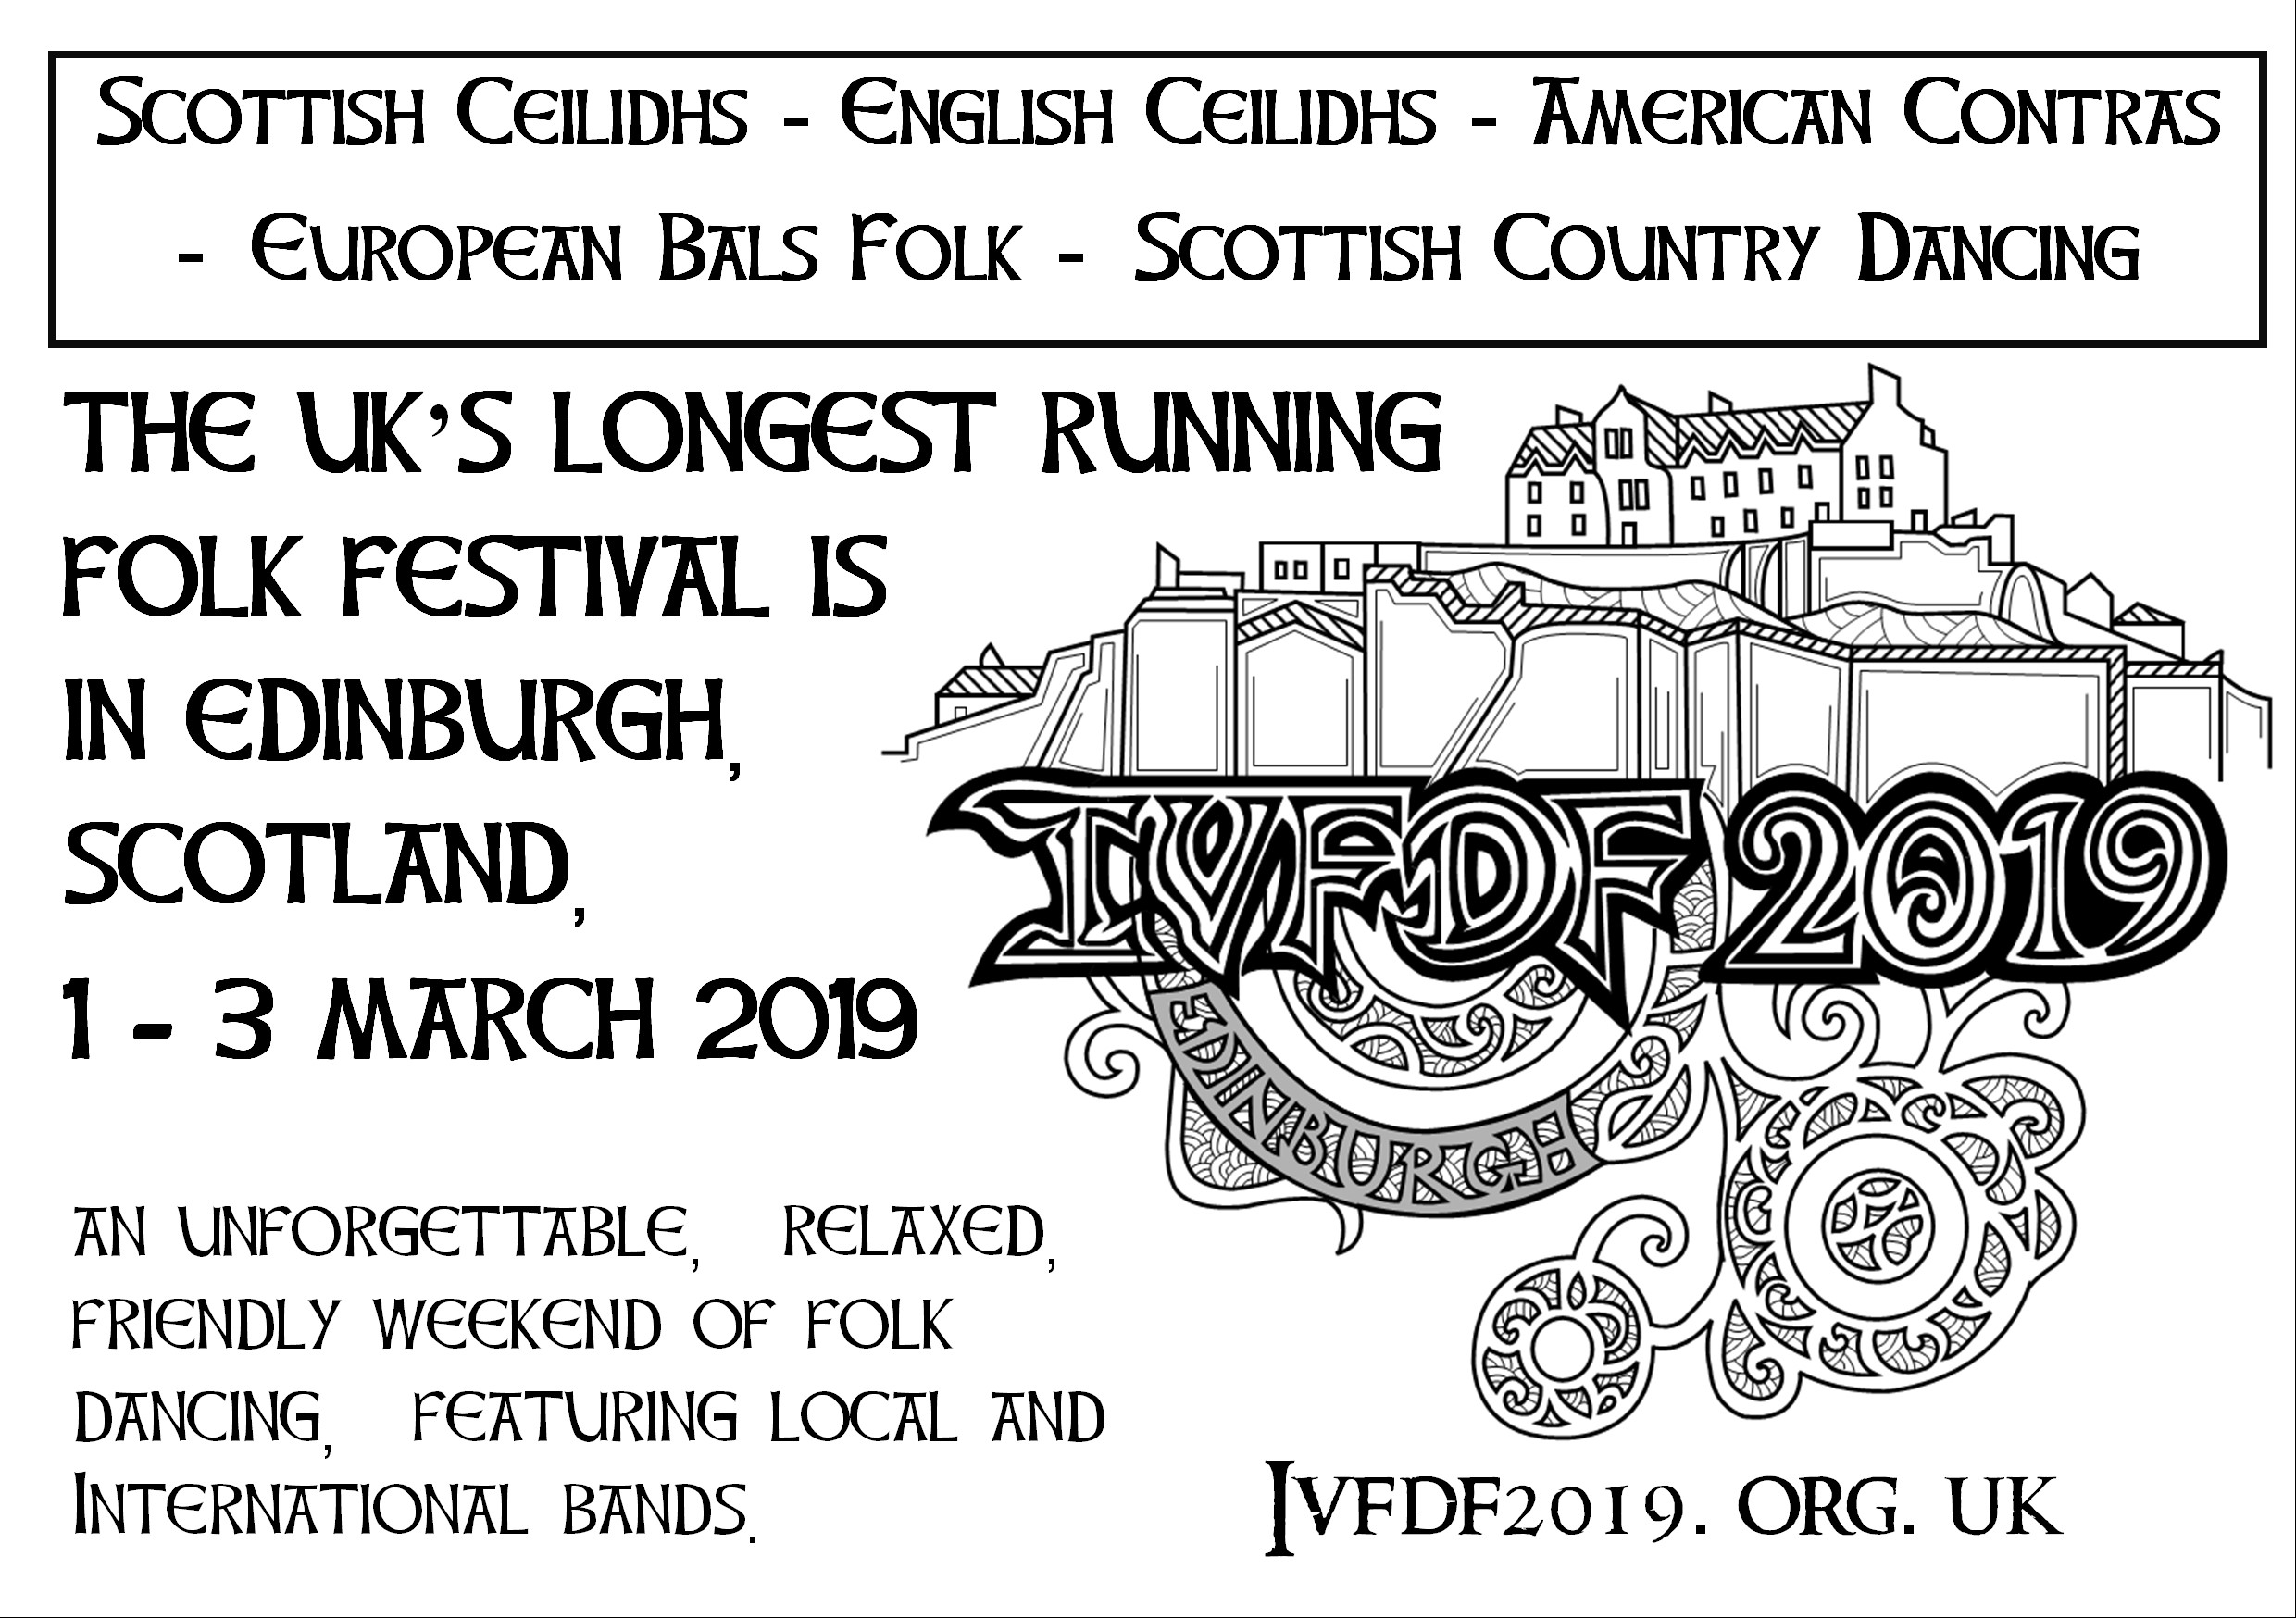 Scottish Ceilidhs - English Ceilidhs - American Contras
- European Bals Folk - Scottish Country Dancing
THE UK'S LONGEST RUNNING
FOLK FESTIVAL IS
IN EDINBURGH,
SCOTLAND,
1 - 3 MARCH 2019
IVFDF 2019
EDINBURGH
AN UNFORGETTABLE, RELAXED,
FRIENDLY WEEKEND OF FOLK
DANCING, FEATURING LOCAL AND
INTERNATIONAL BANDS.
IVFDF2019. ORG. UK